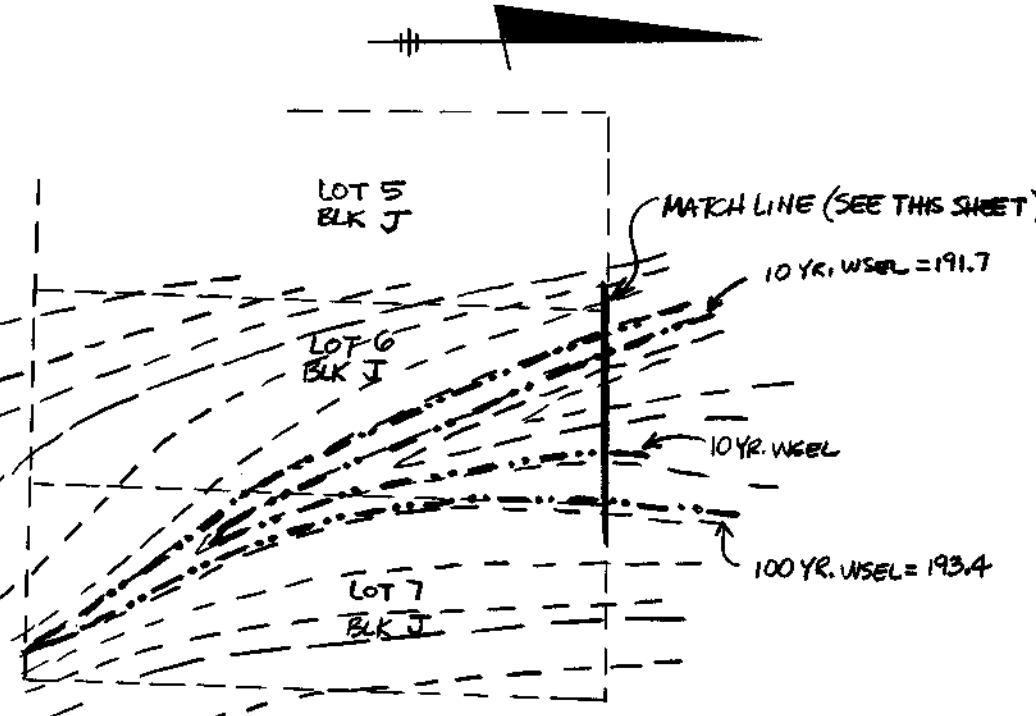 LOT 5
BLK J
MATCH LINE (SEE THIS SHEET)
10 YR. WSEL = 191.7
LOT 6
BLK J
10 YR. WSEL
100 YR. WSEL = 193.4
LOT 7
BLK J